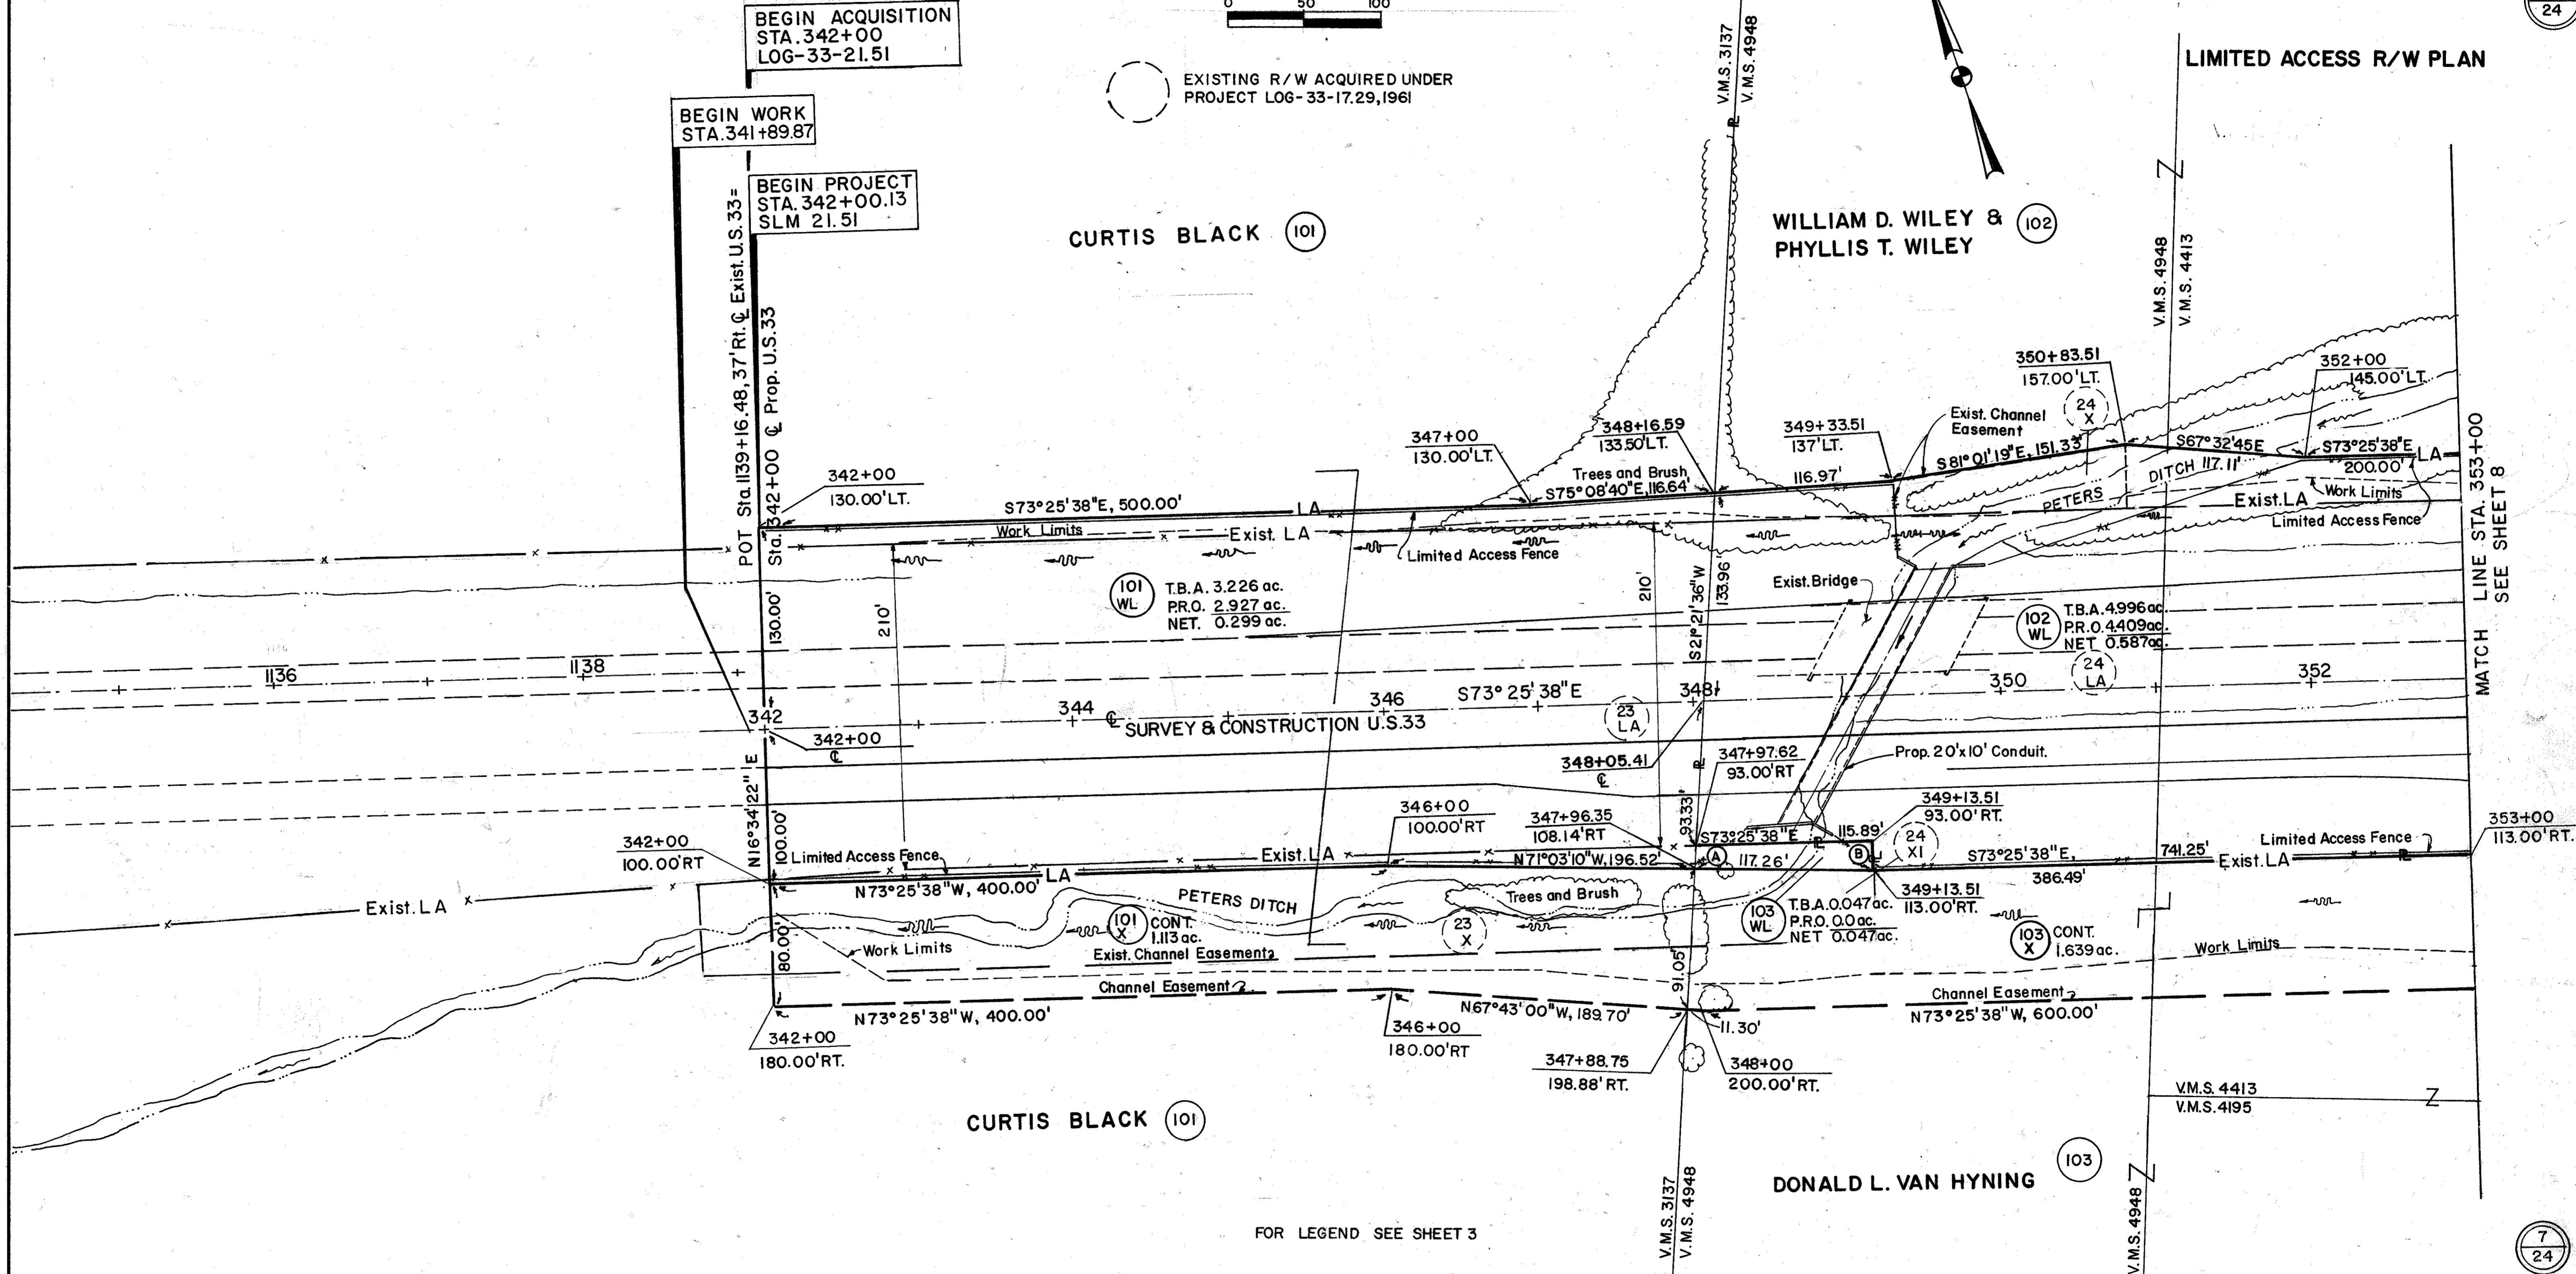 BEGIN ACQUISITION
STA.342+00
LOG-33-21.51
0 50 100
24
LIMITED ACCESS R/W PLAN
EXISTING R/W ACQUIRED UNDER
PROJECT LOG-33-17.29,1961
V.M.S. 3137
V.M.S. 4948
BEGIN WORK
STA.341+89.87
BEGIN PROJECT
STA. 342+00.13
SLM 21.51
POT Sta.1139+16.48, 37' Rt. ℄ Exist. U.S. 33=
Sta. 342+00 ℄ Prop. U.S. 33
CURTIS BLACK 101
WILLIAM D. WILEY &
PHYLLIS T. WILEY
102
V.M.S. 4948
V.M.S. 4413
Z
350+83.51
157.00'LT.
352+00
145.00'LT.
24
X
Exist. Channel
Easement
347+00
130.00'LT.
348+16.59
133.50'LT.
349+33.51
137'LT.
342+00
130.00'LT.
S73°25'38"E, 500.00'
LA
Trees and Brush
S75°08'40"E, 116.64'
116.97'
S81°01'19"E, 151.33'
S67°32'45E
117.11'
S73°25'38"E
200.00'
LA
PETERS DITCH
Work Limits
Exist. LA
Limited Access Fence
Work Limits
Exist. LA
Limited Access Fence
MATCH LINE STA. 353+00
SEE SHEET 8
101
WL
T.B.A. 3.226 ac.
P.R.O. 2.927 ac.
NET. 0.299 ac.
130.00'
210'
210'
S21°21'36"W
133.96'
Exist. Bridge
102
WL
T.B.A. 4.996ac.
P.R.O. 4.409ac.
NET 0.587ac.
24
LA
1136
1138
342
344
346
S73° 25' 38" E
348
350
352
℄ SURVEY & CONSTRUCTION U.S.33
23
LA
342+00
℄
348+05.41
℄
347+97.62
93.00'RT
Prop. 20'x10' Conduit.
N16°34'22" E
100.00'
342+00
100.00'RT
346+00
100.00'RT
347+96.35
108.14'RT
93.33'
349+13.51
93.00'RT.
353+00
113.00'RT.
Limited Access Fence
Exist. LA
S73°25'38"E
115.89'
24
X1
Limited Access Fence
N71°03'10"W, 196.52'
A
117.26'
B
S73°25'38"E,
386.49'
741.25'
Exist. LA
N73°25'38"W, 400.00'
LA
Exist. LA
PETERS DITCH
Trees and Brush
349+13.51
113.00'RT.
101
X
CONT.
1.113 ac.
23
X
103
WL
T.B.A. 0.047ac.
P.R.O. 0.0ac.
NET 0.047ac.
103
X
CONT.
1.639ac.
80.00'
Work Limits
Exist. Channel Easement
Work Limits
Channel Easement
91.05'
Channel Easement
N73°25'38"W, 400.00'
N67°43'00"W, 189.70'
11.30'
N73°25'38"W, 600.00'
342+00
180.00'RT.
346+00
180.00'RT
347+88.75
198.88'RT.
348+00
200.00'RT.
V.M.S. 4413
V.M.S. 4195
Z
CURTIS BLACK 101
DONALD L. VAN HYNING 103
V.M.S. 3137
V.M.S. 4948
V.M.S. 4948
Z
FOR LEGEND SEE SHEET 3
7
24